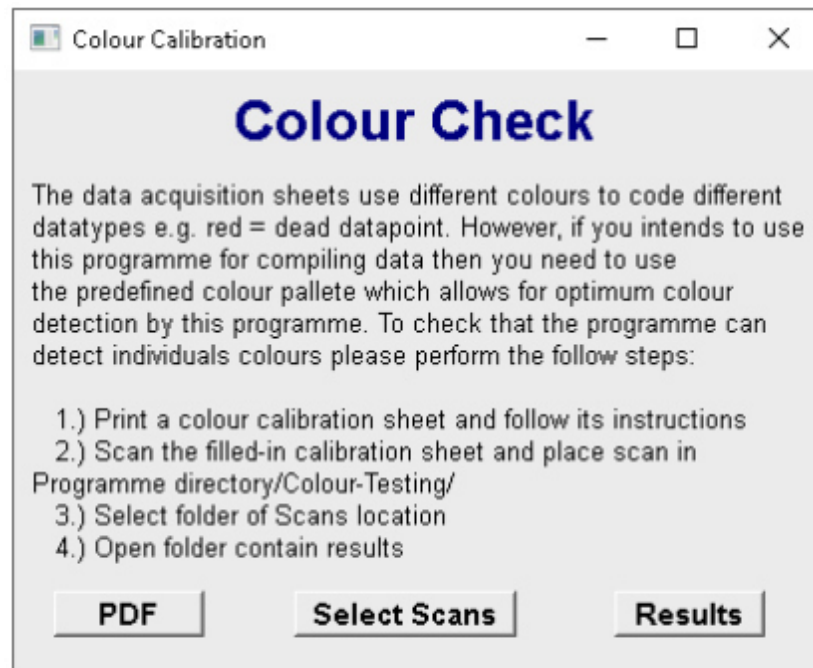 Colour Calibration
Colour Check
The data acquisition sheets use different colours to code different
datatypes e.g. red = dead datapoint. However, if you intends to use
this programme for compiling data then you need to use
the predefined colour pallete which allows for optimum colour
detection by this programme. To check that the programme can
detect individuals colours please perform the follow steps:
1.) Print a colour calibration sheet and follow its instructions
2.) Scan the filled-in calibration sheet and place scan in
Programme directory/Colour-Testing/
3.) Select folder of Scans location
4.) Open folder contain results
PDF Select Scans Results